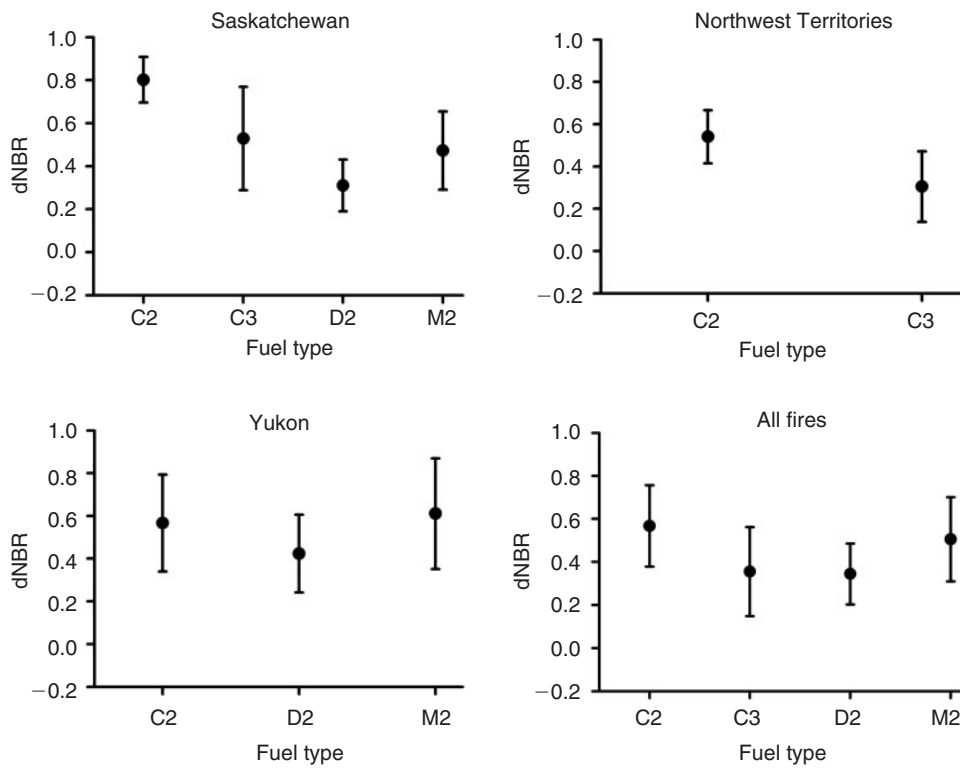 Saskatchewan
1.0
0.8
0.6
0.4
0.2
0.0
−0.2
dNBR
C2 C3 D2 M2
Fuel type
Northwest Territories
1.0
0.8
0.6
0.4
0.2
0.0
−0.2
dNBR
C2 C3
Fuel type
Yukon
1.0
0.8
0.6
0.4
0.2
0.0
−0.2
dNBR
C2 D2 M2
Fuel type
All fires
1.0
0.8
0.6
0.4
0.2
0.0
−0.2
dNBR
C2 C3 D2 M2
Fuel type